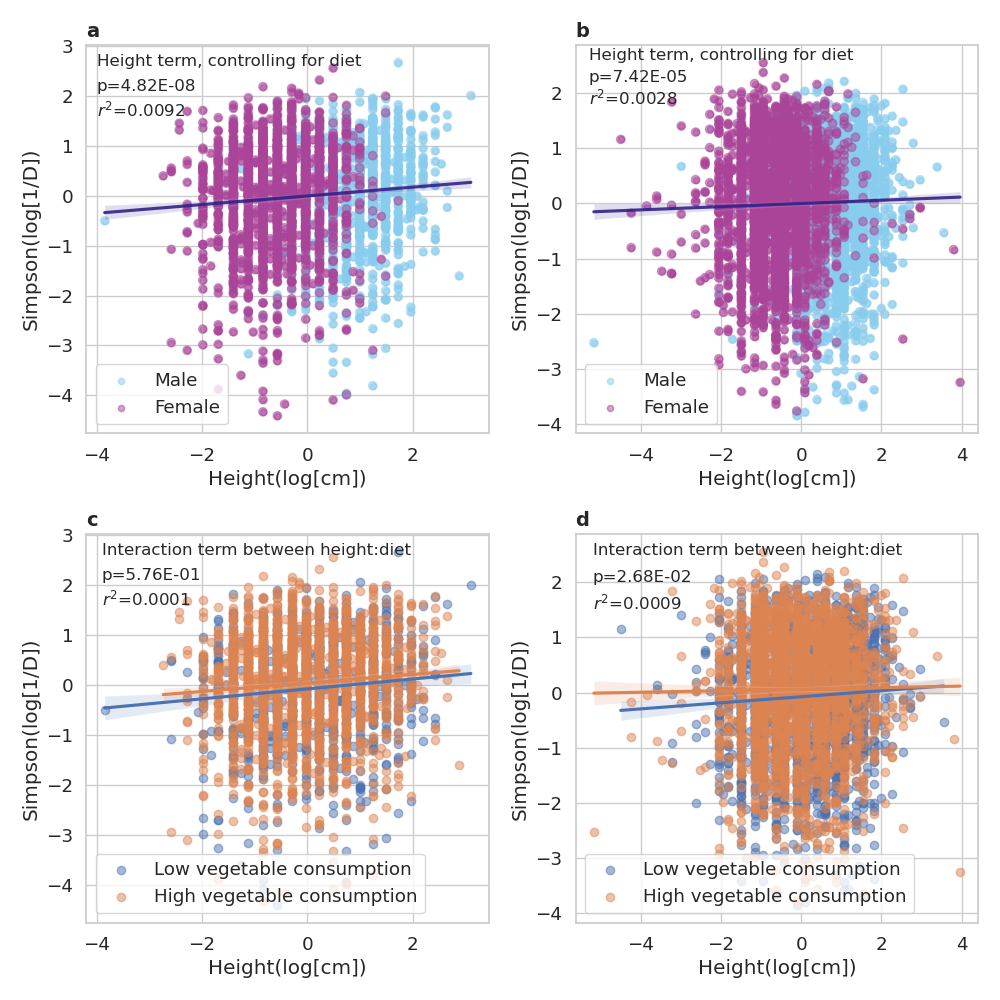 a
Height term, controlling for diet
p=4.82E-08
r²=0.0092
3
2
1
0
−1
−2
−3
−4
Simpson(log[1/D])
Male
Female
−4
−2
0
2
Height(log[cm])
b
Height term, controlling for diet
p=7.42E-05
r²=0.0028
2
1
0
−1
−2
−3
−4
Simpson(log[1/D])
Male
Female
−4
−2
0
2
4
Height(log[cm])
c
Interaction term between height:diet
p=5.76E-01
r²=0.0001
3
2
1
0
−1
−2
−3
−4
Simpson(log[1/D])
Low vegetable consumption
High vegetable consumption
−4
−2
0
2
Height(log[cm])
d
Interaction term between height:diet
p=2.68E-02
r²=0.0009
2
1
0
−1
−2
−3
−4
Simpson(log[1/D])
Low vegetable consumption
High vegetable consumption
−4
−2
0
2
4
Height(log[cm])